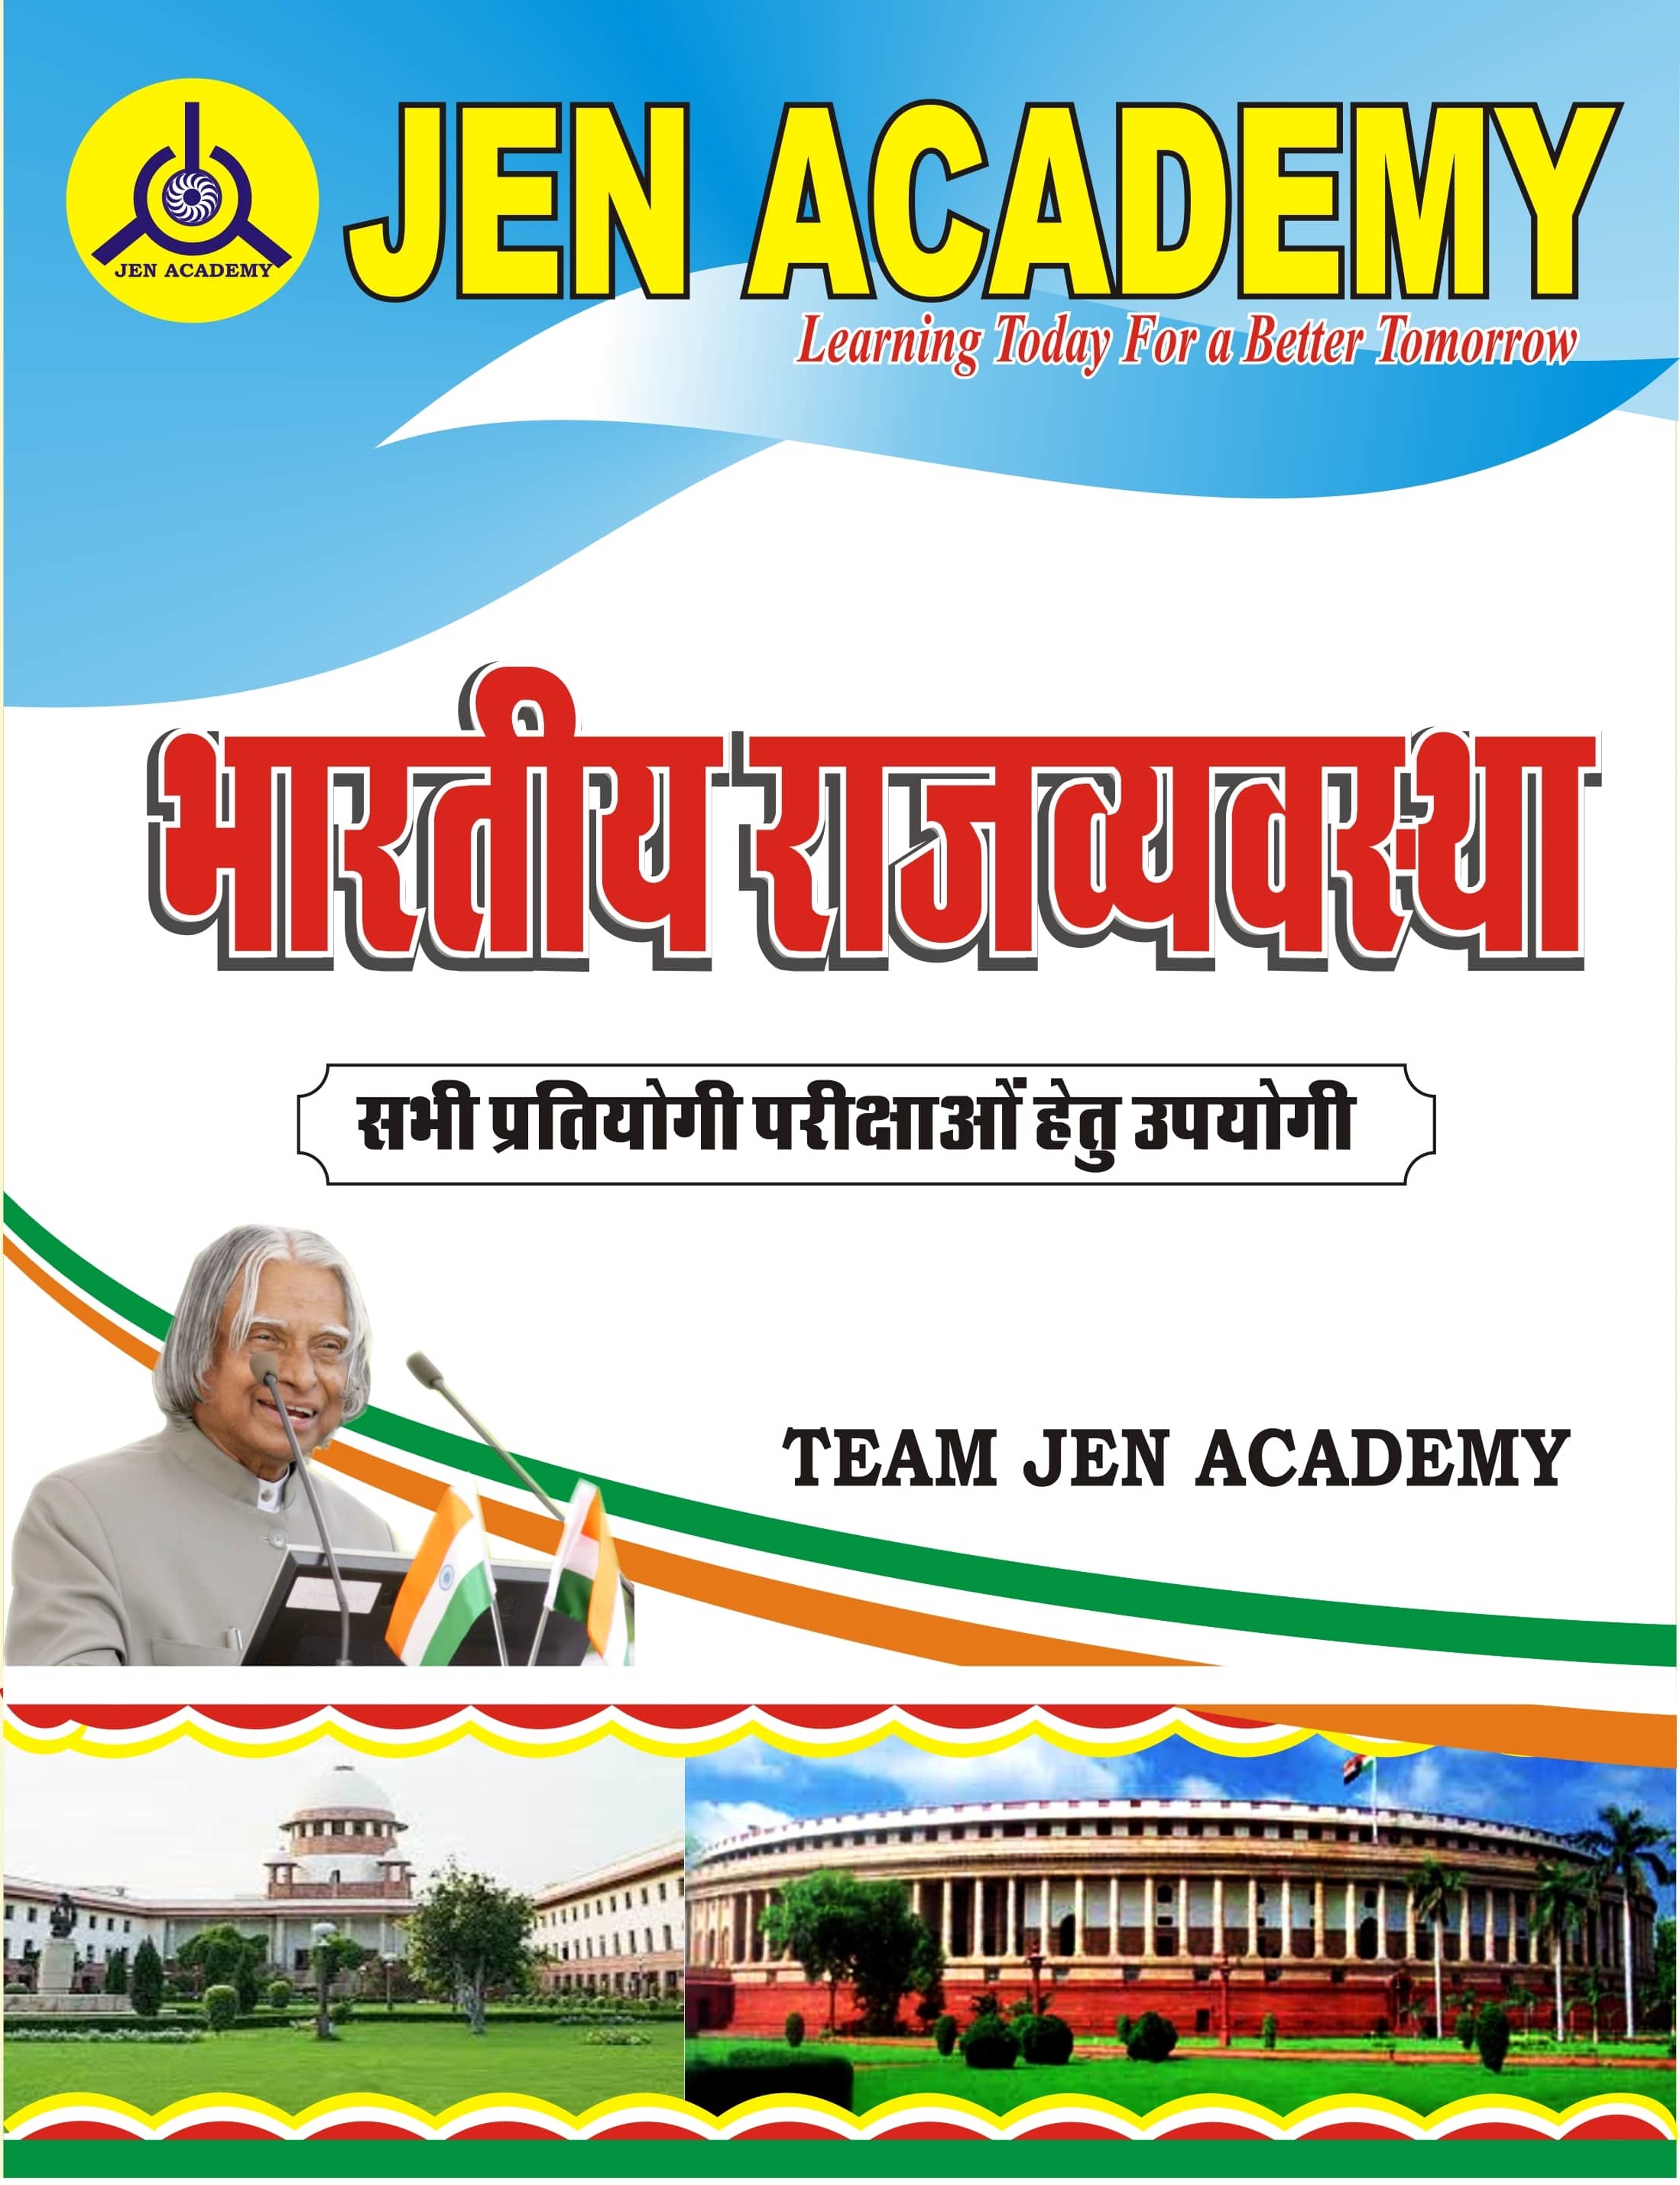 JEN ACADEMY
JEN ACADEMY
Learning Today For a Better Tomorrow
भारतीय राजव्यवस्था
सभी प्रतियोगी परीक्षाओं हेतु उपयोगी
TEAM JEN ACADEMY